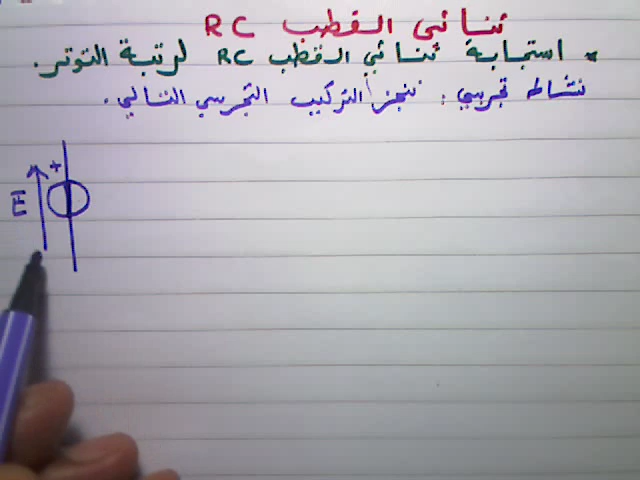 ثنائي القطب RC
* استجابة ثنائي القطب RC لرتبة التوتر.
نشاط تجريبي : ننجز التركيب التجريبي التالي.
+
E